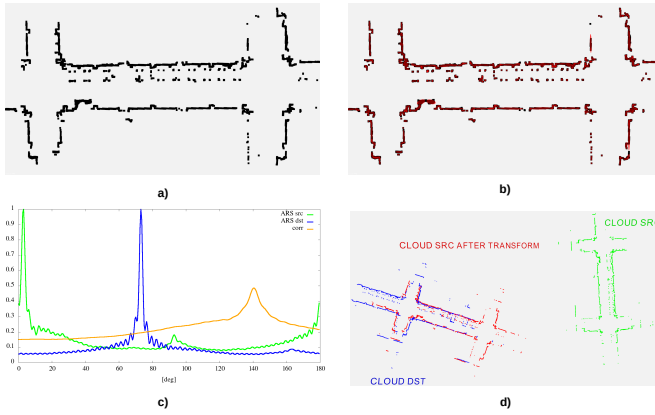 a)
b)
1
0.9
0.8
0.7
0.6
0.5
0.4
0.3
0.2
0.1
0
0 20 40 60 80 100 120 140 160 180
[deg]
ARS src
ARS dst
corr
c)
CLOUD SR
CLOUD SRC AFTER TRANSFORM
CLOUD DST
d)